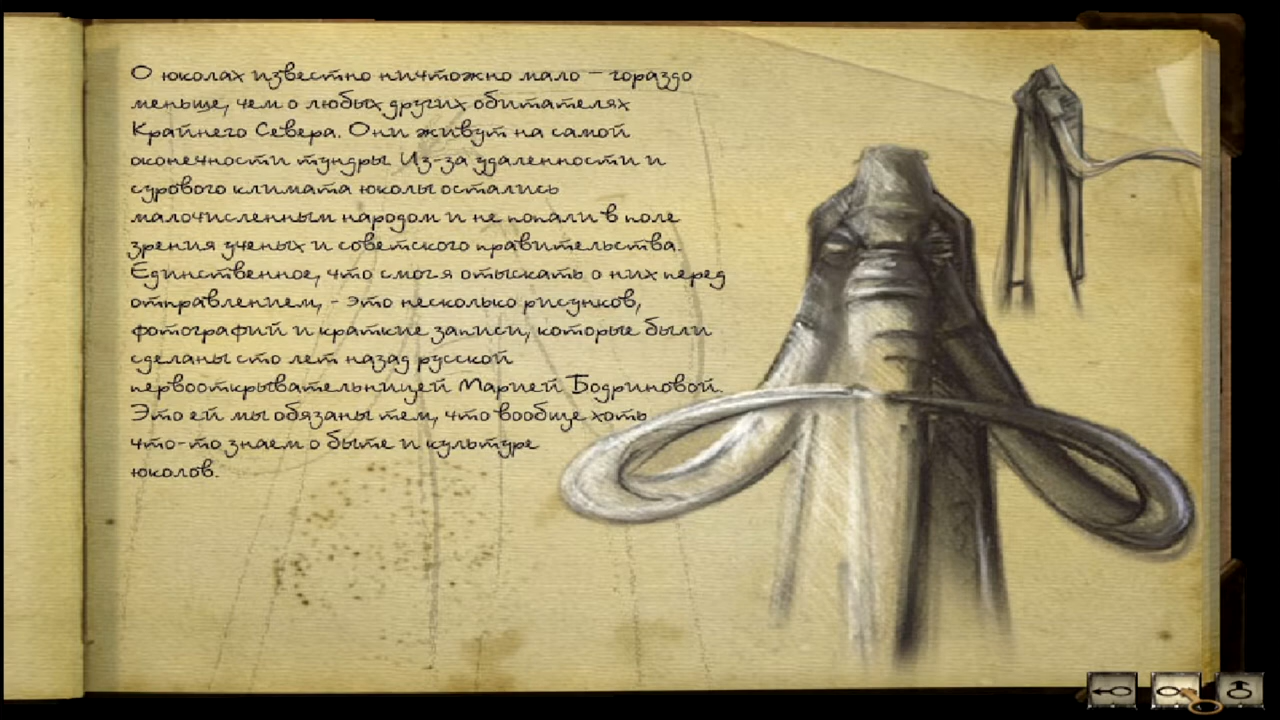 О юколах известно ничтожно мало – гораздо
меньше, чем о любых других обитателях
Крайнего Севера. Они живут на самой
оконечности тундры. Из-за удаленности и
сурового климата юколы остались
малочисленным народом и не попали в поле
зрения ученых и советского правительства.
Единственное, что смог я отыскать о них перед
отправлением, - это несколько рисунков,
фотографий и краткие записи, которые были
сделаны сто лет назад русской
первооткрывательницей Марией Бодриновой.
Это ей мы обязаны тем, что вообще хоть
что-то знаем о быте и культуре
юколов.